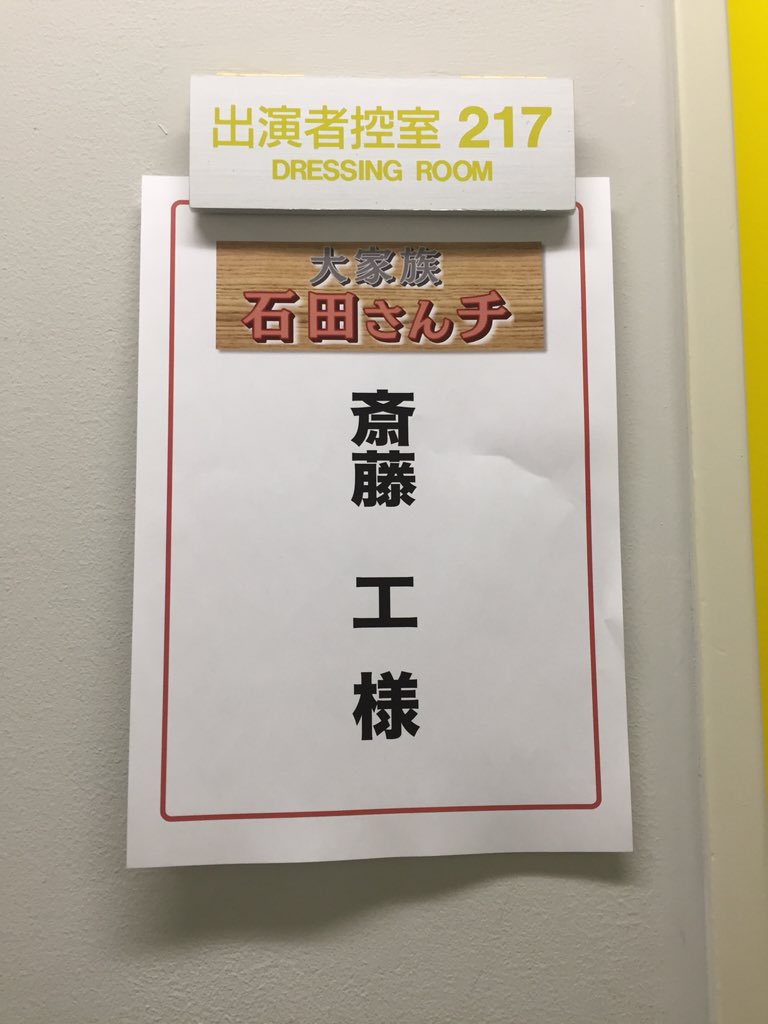 出演者控室 217
DRESSING ROOM
大家族
石田さんチ
斎藤 工 様